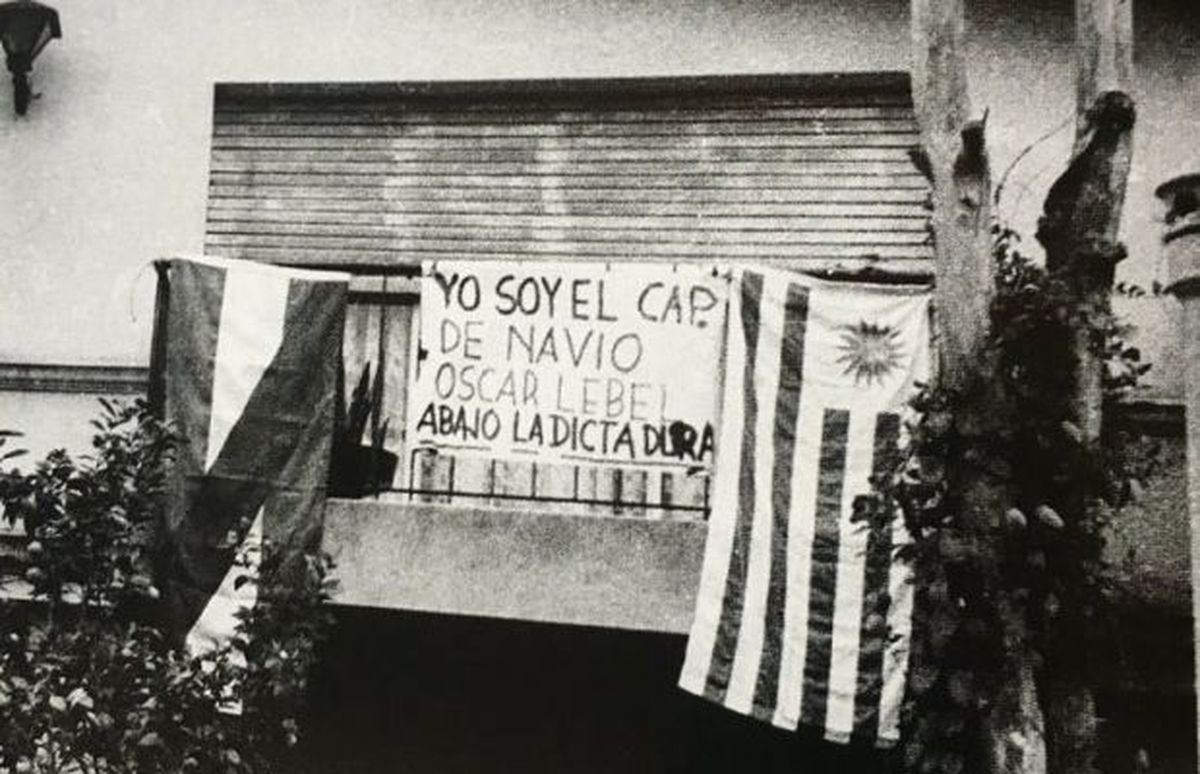 YO SOY EL CAP.
DE NAVIO
OSCAR LEBEL
ABAJO LA DICTADURA